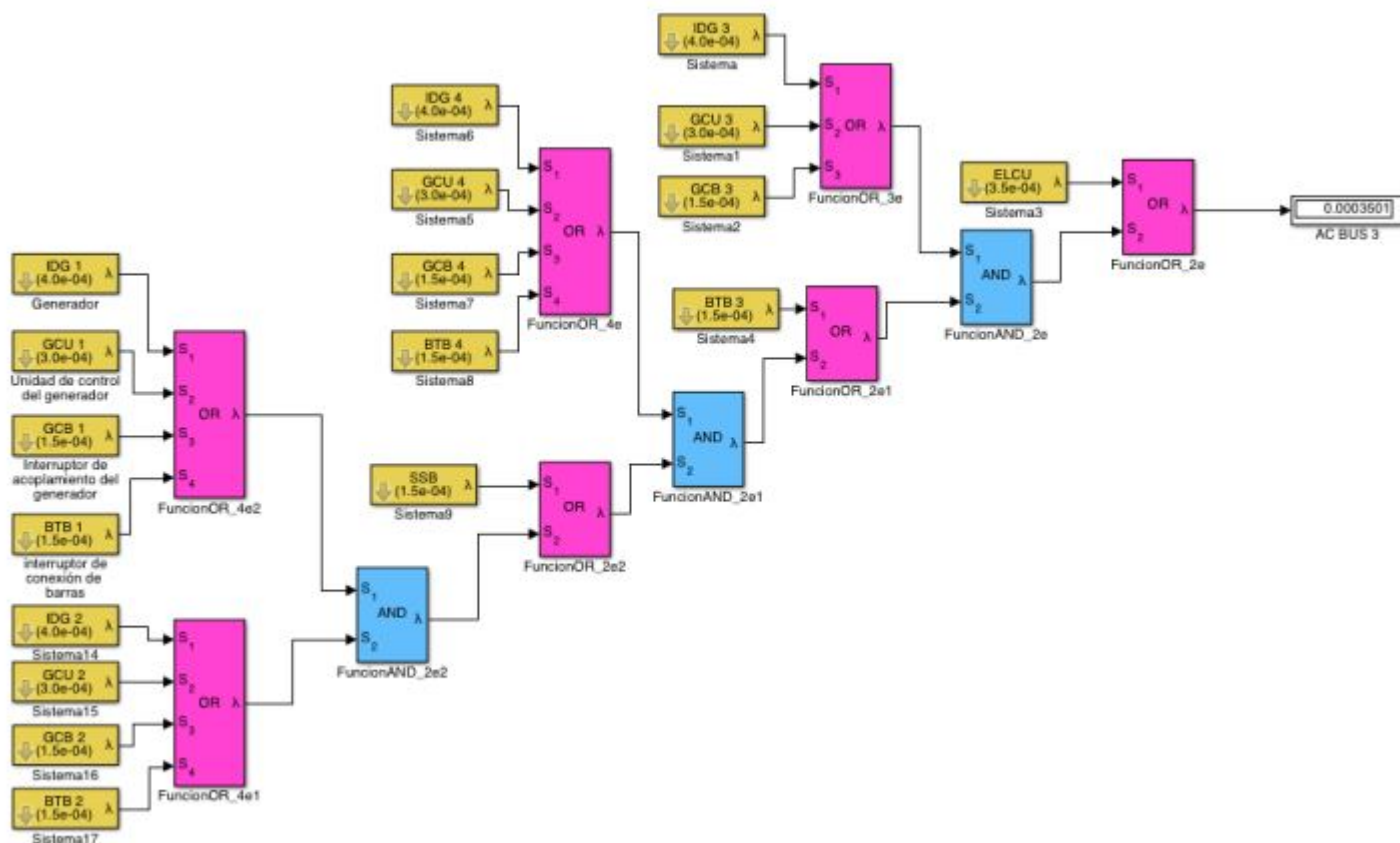 IDG 3
(4.0e-04)
λ
Sistema
GCU 3
(3.0e-04)
λ
Sistema1
GCB 3
(1.5e-04)
λ
Sistema2
S1
S2
S3
OR
λ
FuncionOR_3e
IDG 4
(4.0e-04)
λ
Sistema6
GCU 4
(3.0e-04)
λ
Sistema5
GCB 4
(1.5e-04)
λ
Sistema7
BTB 4
(1.5e-04)
λ
Sistema8
S1
S2
S3
S4
OR
λ
FuncionOR_4e
ELCU
(3.5e-04)
λ
Sistema3
S1
S2
OR
λ
FuncionOR_2e
0.0003501
AC BUS 3
S1
S2
AND
λ
FuncionAND_2e
BTB 3
(1.5e-04)
λ
Sistema4
S1
S2
OR
λ
FuncionOR_2e1
S1
S2
AND
λ
FuncionAND_2e1
IDG 1
(4.0e-04)
λ
Generador
GCU 1
(3.0e-04)
λ
Unidad de control
del generador
GCB 1
(1.5e-04)
λ
Interruptor de
acoplamiento del
generador
BTB 1
(1.5e-04)
λ
interruptor de
conexión de
barras
S1
S2
S3
S4
OR
λ
FuncionOR_4e2
SSB
(1.5e-04)
λ
Sistema9
S1
S2
OR
λ
FuncionOR_2e2
S1
S2
AND
λ
FuncionAND_2e2
IDG 2
(4.0e-04)
λ
Sistema14
GCU 2
(3.0e-04)
λ
Sistema15
GCB 2
(1.5e-04)
λ
Sistema16
BTB 2
(1.5e-04)
λ
Sistema17
S1
S2
S3
S4
OR
λ
FuncionOR_4e1